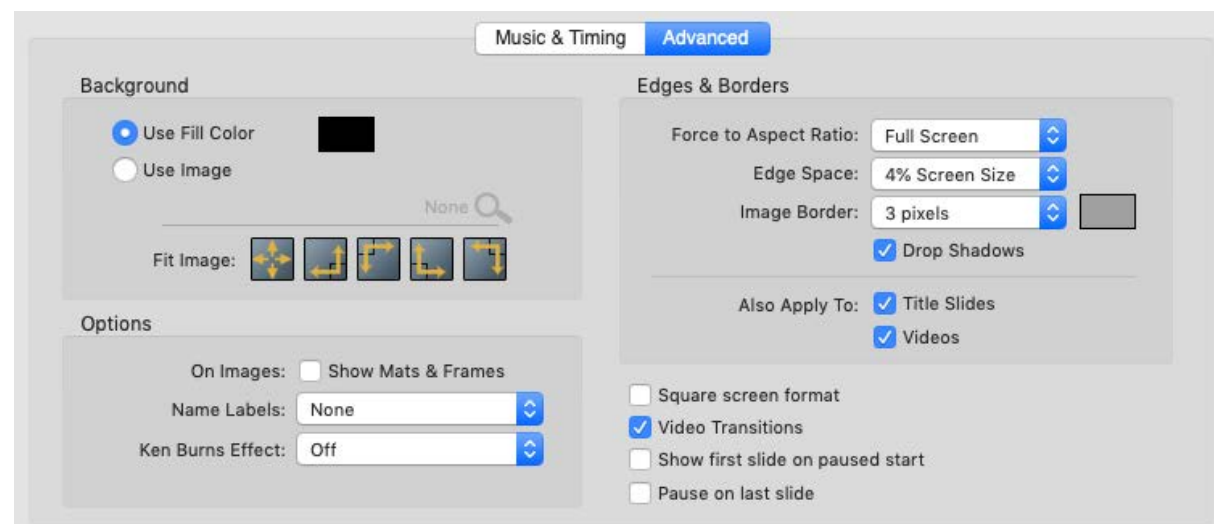 Music & Timing
Advanced
Background
Use Fill Color
Use Image
None
Fit Image:
Options
On Images: Show Mats & Frames
Name Labels: None
Ken Burns Effect: Off
Edges & Borders
Force to Aspect Ratio: Full Screen
Edge Space: 4% Screen Size
Image Border: 3 pixels
Drop Shadows
Also Apply To: Title Slides
Videos
Square screen format
Video Transitions
Show first slide on paused start
Pause on last slide